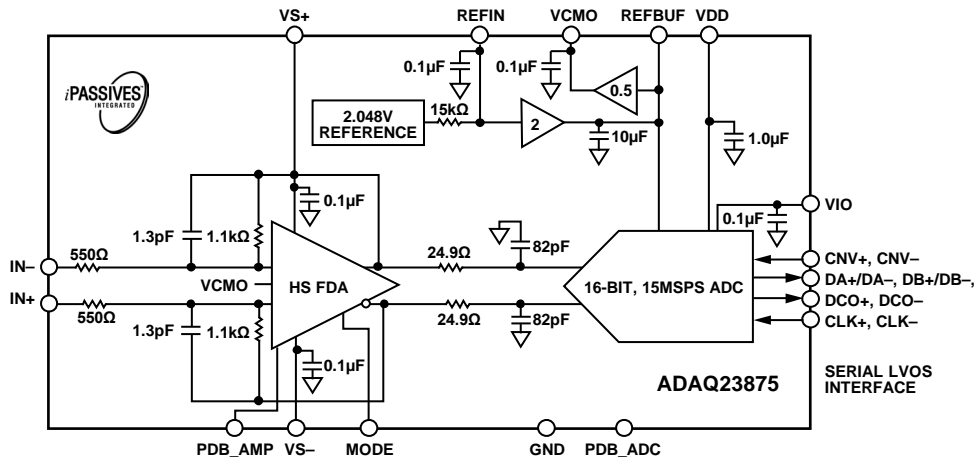 VS+ REFIN VCMO REFBUF VDD
iPASSIVES™
INTEGRATED
0.1µF 0.1µF 0.5
2.048V
REFERENCE
15kΩ 2 10µF 1.0µF
0.1µF VIO
0.1µF
1.3pF 1.1kΩ 82pF
IN– 550Ω 24.9Ω CNV+, CNV–
VCMO HS FDA 16-BIT, 15MSPS ADC DA+/DA–, DB+/DB–,
IN+ 550Ω 24.9Ω DCO+, DCO–
1.3pF 1.1kΩ 82pF CLK+, CLK–
0.1µF
ADAQ23875
SERIAL LVOS
INTERFACE
PDB_AMP VS– MODE GND PDB_ADC